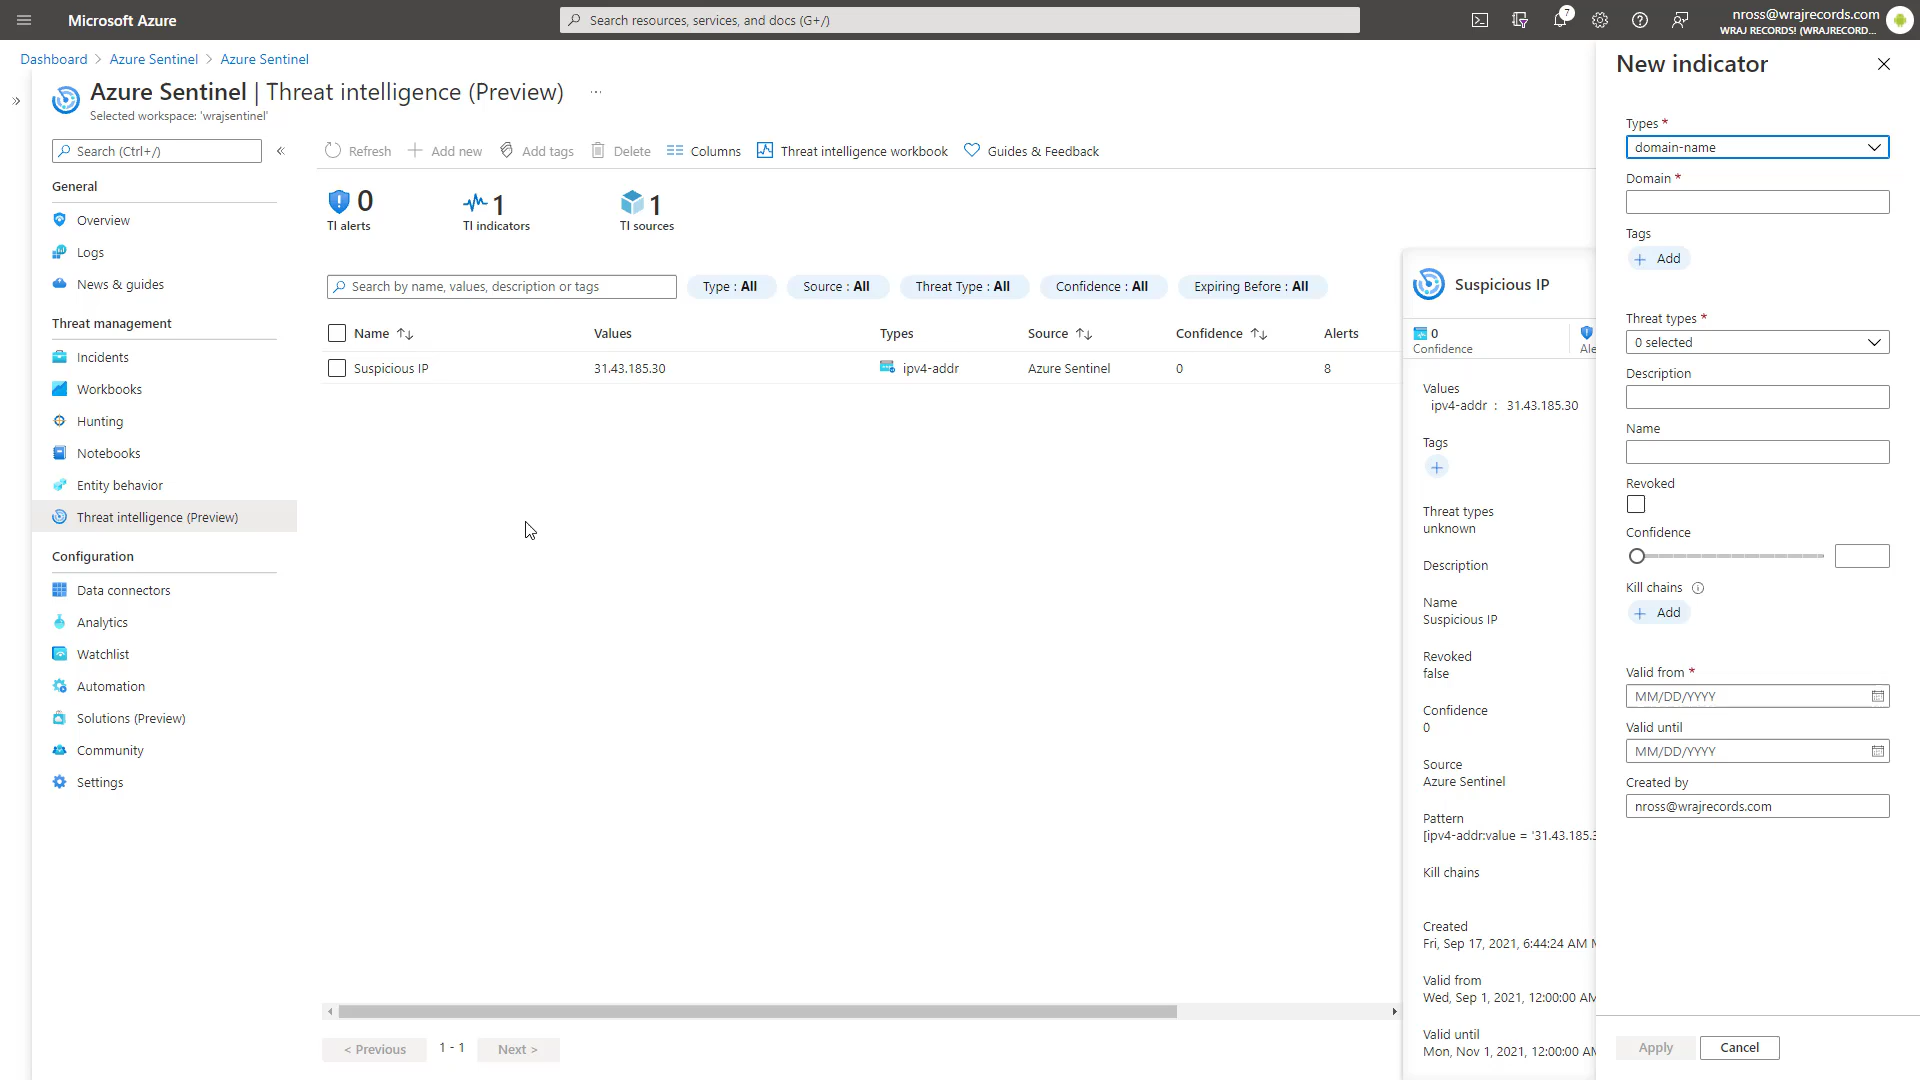 Microsoft Azure
Search resources, services, and docs (G+/)
7
nross@wrajrecords.com
WRAJ RECORDS! (WRAJRECORD...
Dashboard > Azure Sentinel > Azure Sentinel
Azure Sentinel | Threat intelligence (Preview) ...
Selected workspace: 'wrajsentinel'
Search (Ctrl+/)
General
Overview
Logs
News & guides
Threat management
Incidents
Workbooks
Hunting
Notebooks
Entity behavior
Threat intelligence (Preview)
Configuration
Data connectors
Analytics
Watchlist
Automation
Solutions (Preview)
Community
Settings
Refresh Add new Add tags Delete Columns Threat intelligence workbook Guides & Feedback
0
TI alerts
1
TI indicators
1
TI sources
Search by name, values, description or tags
Type : All Source : All Threat Type : All Confidence : All Expiring Before : All
Name Values Types Source Confidence Alerts
Suspicious IP 31.43.185.30 ipv4-addr Azure Sentinel 0 8
< Previous 1 - 1 Next >
Suspicious IP
0
Confidence
Ale
Values
ipv4-addr : 31.43.185.30
Tags
Threat types
unknown
Description
Name
Suspicious IP
Revoked
false
Confidence
0
Source
Azure Sentinel
Pattern
[ipv4-addr:value = '31.43.185.3
Kill chains
Created
Fri, Sep 17, 2021, 6:44:24 AM M
Valid from
Wed, Sep 1, 2021, 12:00:00 AM
Valid until
Mon, Nov 1, 2021, 12:00:00 AM
New indicator
Types *
domain-name
Domain *
Tags
Add
Threat types *
0 selected
Description
Name
Revoked
Confidence
Kill chains
Add
Valid from *
MM/DD/YYYY
Valid until
MM/DD/YYYY
Created by
nross@wrajrecords.com
Apply
Cancel